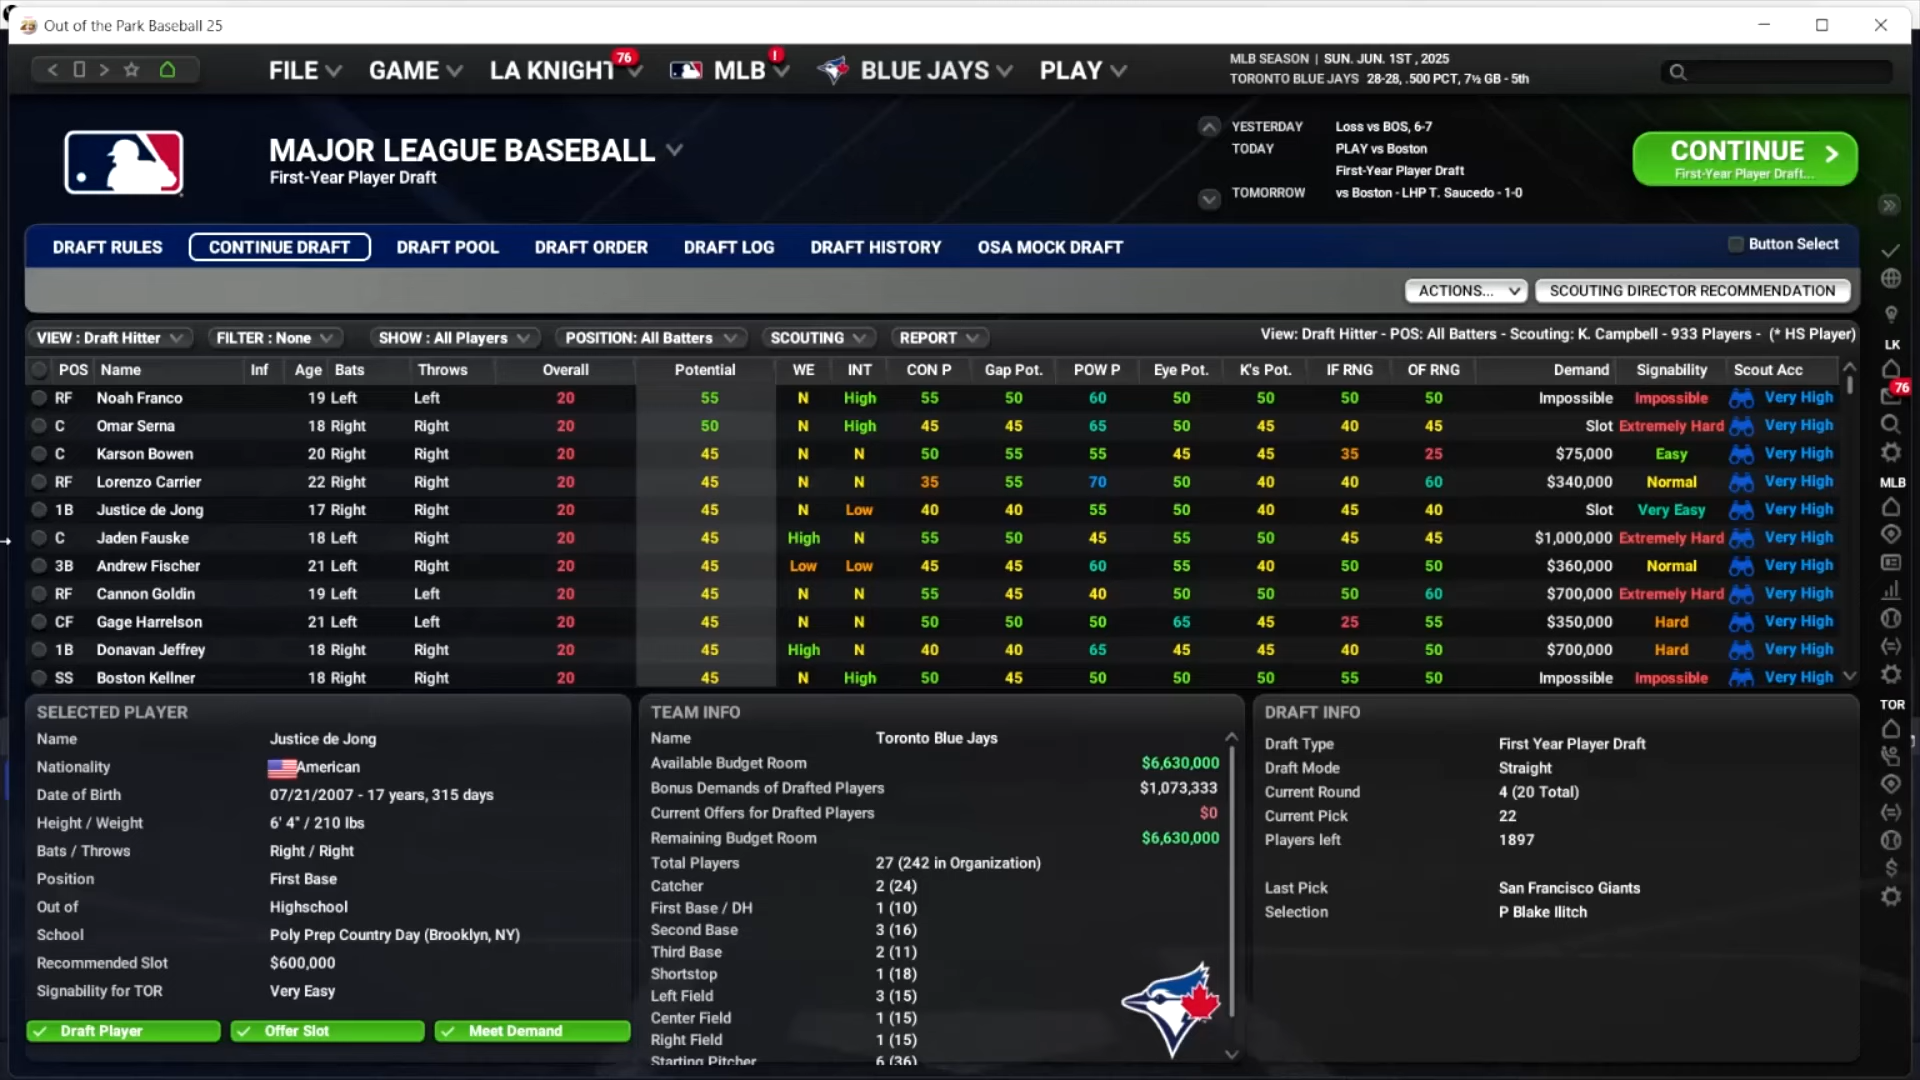 Out of the Park Baseball 25
FILE
GAME
LA KNIGHT
76
MLB
!
BLUE JAYS
PLAY
MLB SEASON | SUN. JUN. 1ST , 2025
TORONTO BLUE JAYS 28-28, .500 PCT, 7½ GB - 5th
MAJOR LEAGUE BASEBALL
First-Year Player Draft
YESTERDAY Loss vs BOS, 6-7
TODAY PLAY vs Boston
First-Year Player Draft
TOMORROW vs Boston - LHP T. Saucedo - 1-0
CONTINUE
First-Year Player Draft...
DRAFT RULES CONTINUE DRAFT DRAFT POOL DRAFT ORDER DRAFT LOG DRAFT HISTORY OSA MOCK DRAFT Button Select
ACTIONS... SCOUTING DIRECTOR RECOMMENDATION
VIEW : Draft Hitter FILTER : None SHOW : All Players POSITION: All Batters SCOUTING REPORT View: Draft Hitter - POS: All Batters - Scouting: K. Campbell - 933 Players - (* HS Player)
POS Name Inf Age Bats Throws Overall Potential WE INT CON P Gap Pot. POW P Eye Pot. K's Pot. IF RNG OF RNG Demand Signability Scout Acc
RF Noah Franco 19 Left Left 20 55 N High 55 50 60 50 50 50 50 Impossible Impossible Very High
C Omar Serna 18 Right Right 20 50 N High 45 45 65 50 45 40 45 Slot Extremely Hard Very High
C Karson Bowen 20 Right Right 20 45 N N 50 55 55 45 45 35 25 $75,000 Easy Very High
RF Lorenzo Carrier 22 Right Right 20 45 N N 35 55 70 50 40 40 60 $340,000 Normal Very High
1B Justice de Jong 17 Right Right 20 45 N Low 40 40 55 50 40 45 40 Slot Very Easy Very High
C Jaden Fauske 18 Left Right 20 45 High N 55 50 45 50 50 45 45 $1,000,000 Extremely Hard Very High
3B Andrew Fischer 21 Left Right 20 45 Low Low 45 45 60 55 40 50 50 $360,000 Normal Very High
RF Cannon Goldin 19 Left Left 20 45 N N 55 45 40 50 50 50 60 $700,000 Extremely Hard Very High
CF Gage Harrelson 21 Left Left 20 45 N N 50 50 50 65 45 25 55 $350,000 Hard Very High
1B Donavan Jeffrey 18 Right Right 20 45 High N 40 40 65 45 45 40 50 $700,000 Hard Very High
SS Boston Kellner 18 Right Right 20 45 N High 50 45 50 50 50 55 50 Impossible Impossible Very High
LK
76
MLB
TOR
SELECTED PLAYER
Name Justice de Jong
Nationality American
Date of Birth 07/21/2007 - 17 years, 315 days
Height / Weight 6' 4" / 210 lbs
Bats / Throws Right / Right
Position First Base
Out of Highschool
School Poly Prep Country Day (Brooklyn, NY)
Recommended Slot $600,000
Signability for TOR Very Easy
Draft Player Offer Slot Meet Demand
TEAM INFO
Name Toronto Blue Jays
Available Budget Room $6,630,000
Bonus Demands of Drafted Players $1,073,333
Current Offers for Drafted Players $0
Remaining Budget Room $6,630,000
Total Players 27 (242 in Organization)
Catcher 2 (24)
First Base / DH 1 (10)
Second Base 3 (16)
Third Base 2 (11)
Shortstop 1 (18)
Left Field 3 (15)
Center Field 1 (15)
Right Field 1 (15)
Starting Pitcher 6 (36)
DRAFT INFO
Draft Type First Year Player Draft
Draft Mode Straight
Current Round 4 (20 Total)
Current Pick 22
Players left 1897
Last Pick San Francisco Giants
Selection P Blake Ilitch